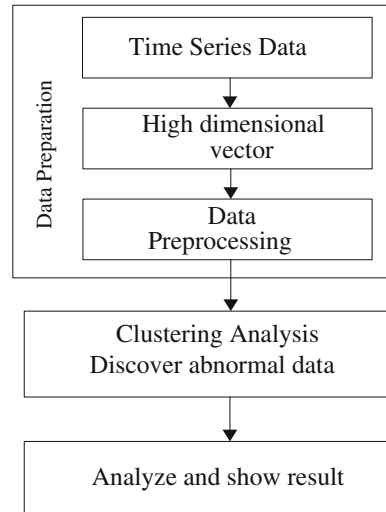 Data Preparation
Time Series Data
High dimensional
vector
Data
Preprocessing
Clustering Analysis
Discover abnormal data
Analyze and show result